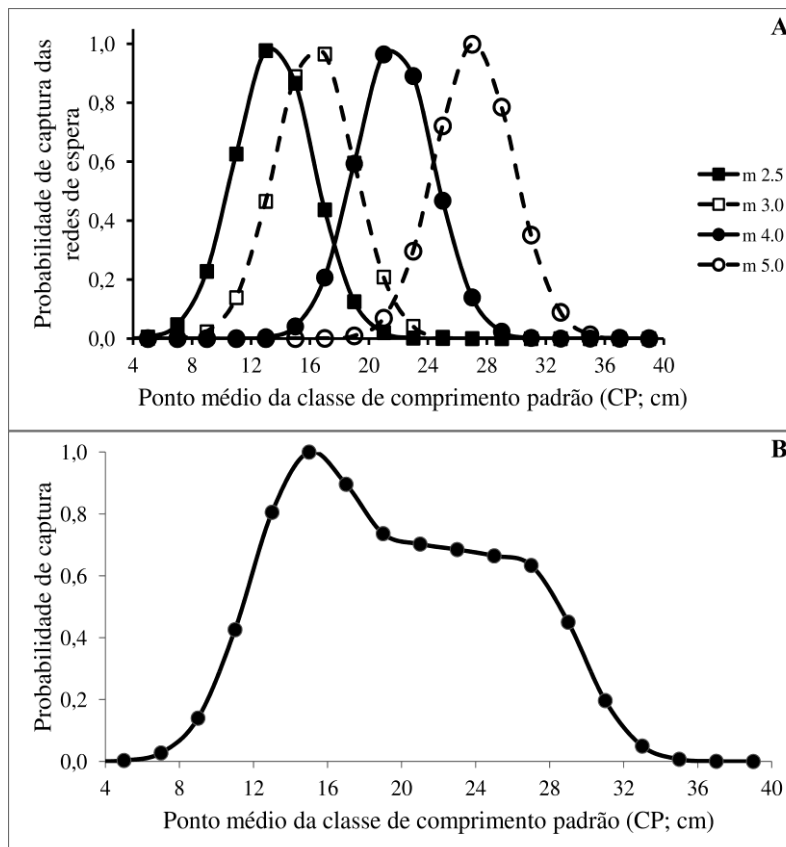 A
1,0
0,8
0,6
0,4
0,2
0,0
Probabilidade de captura das
redes de espera
4 8 12 16 20 24 28 32 36 40
Ponto médio da classe de comprimento padrão (CP; cm)
m 2.5
m 3.0
m 4.0
m 5.0
B
1,0
0,8
0,6
0,4
0,2
0,0
Probabilidade de captura
4 8 12 16 20 24 28 32 36 40
Ponto médio da classe de comprimento padrão (CP; cm)